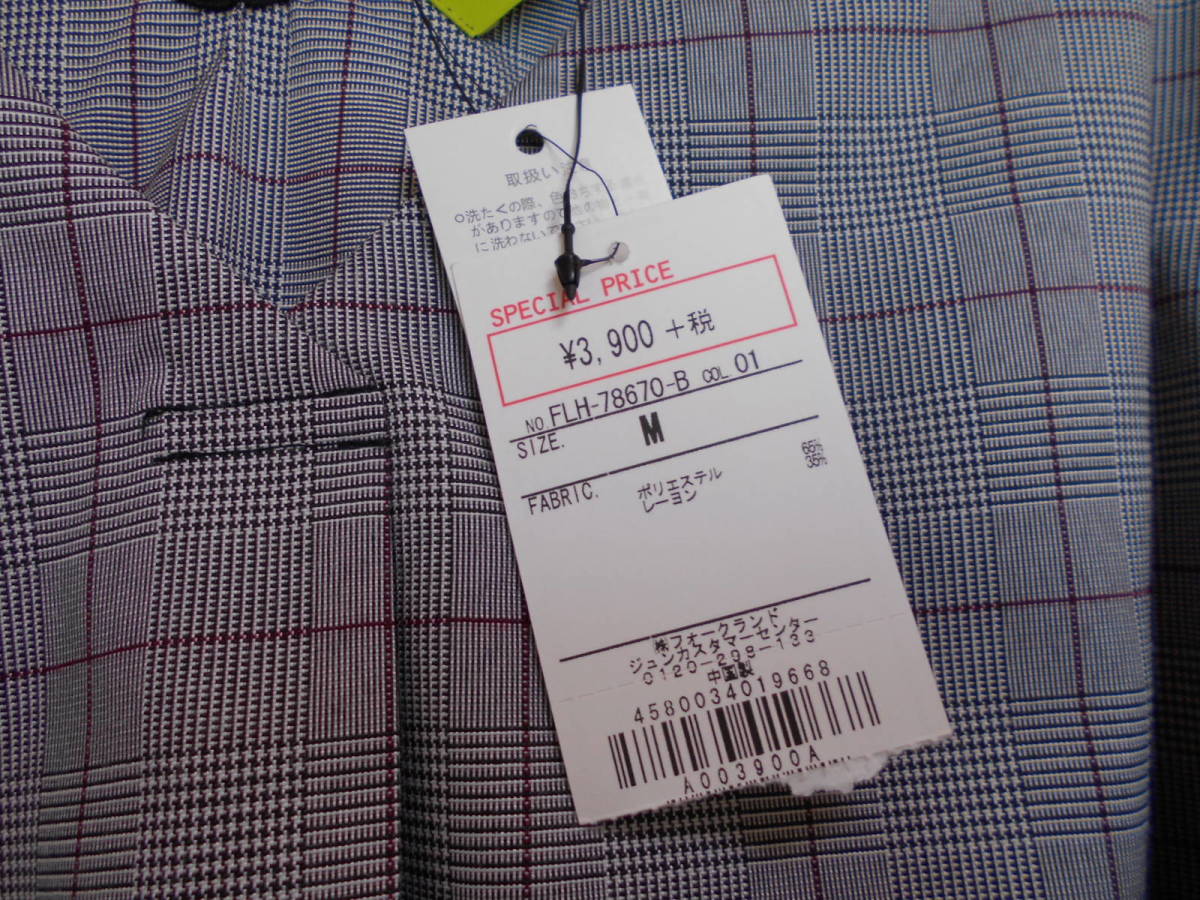 取扱い
○洗たくの際、色
がありますので
に洗わない
SPECIAL PRICE
¥3,900 +税
NO. FLH-78670-B COL. 01
SIZE. M
FABRIC. ポリエステル 65%
レーヨン 35%
㈱フォークランド
ジュンカスタマーセンター
0120-298-133
中国製
4580034019668
A003900A